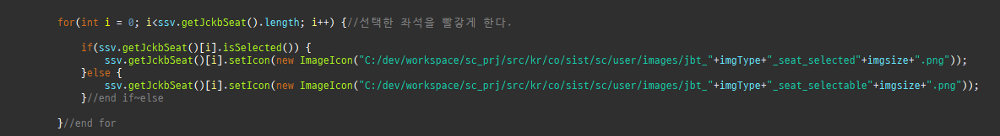 for(int i = 0; i<ssv.getJckbSeat().length; i++) {//선택한 좌석을 빨갛게 한다.
if(ssv.getJckbSeat()[i].isSelected()) {
ssv.getJckbSeat()[i].setIcon(new ImageIcon("C:/dev/workspace/sc_prj/src/kr/co/sist/sc/user/images/jbt_"+imgType+"_seat_selected"+imgsize+".png"));
}else {
ssv.getJckbSeat()[i].setIcon(new ImageIcon("C:/dev/workspace/sc_prj/src/kr/co/sist/sc/user/images/jbt_"+imgType+"_seat_selectable"+imgsize+".png"));
}//end if~else
}//end for